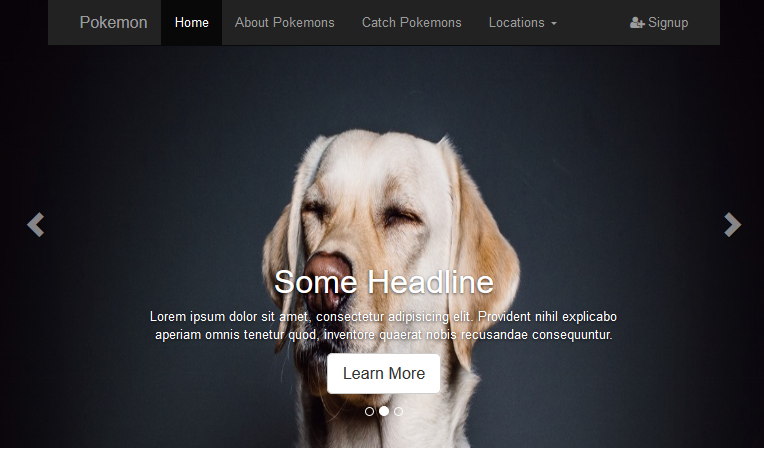 Pokemon Home About Pokemons Catch Pokemons Locations Signup
Some Headline
Lorem ipsum dolor sit amet, consectetur adipisicing elit. Provident nihil explicabo
aperiam omnis tenetur quod, inventore quaerat nobis recusandae consequuntur.
Learn More